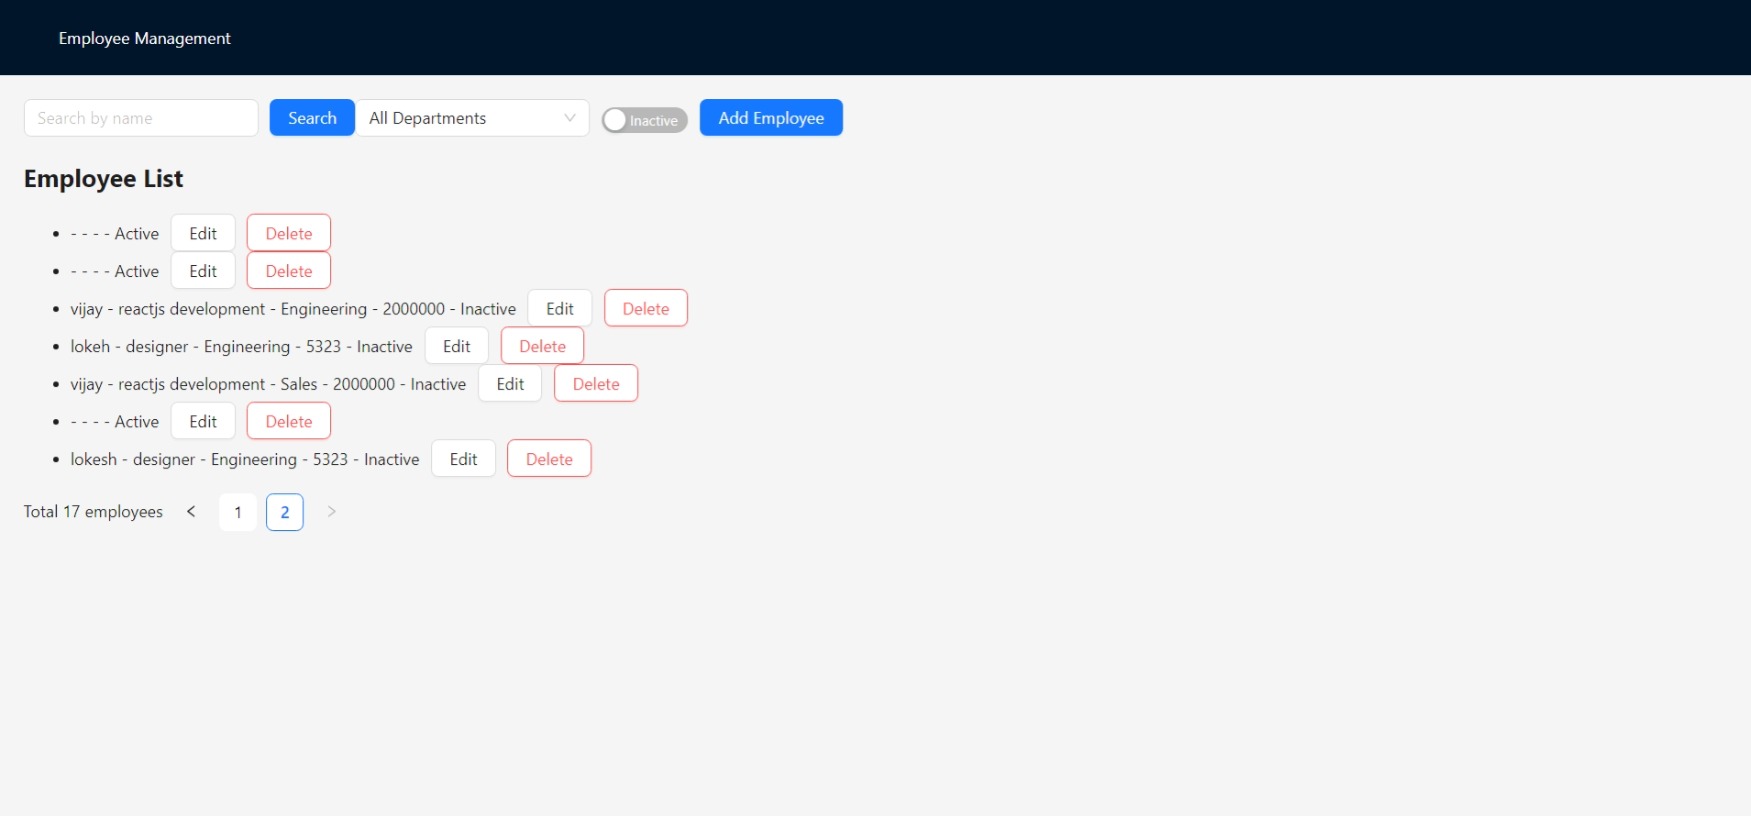 Employee Management
Search by name Search All Departments Inactive Add Employee
Employee List
- - - - Active Edit Delete
- - - - Active Edit Delete
vijay - reactjs development - Engineering - 2000000 - Inactive Edit Delete
lokeh - designer - Engineering - 5323 - Inactive Edit Delete
vijay - reactjs development - Sales - 2000000 - Inactive Edit Delete
- - - - Active Edit Delete
lokesh - designer - Engineering - 5323 - Inactive Edit Delete
Total 17 employees < 1 2 >